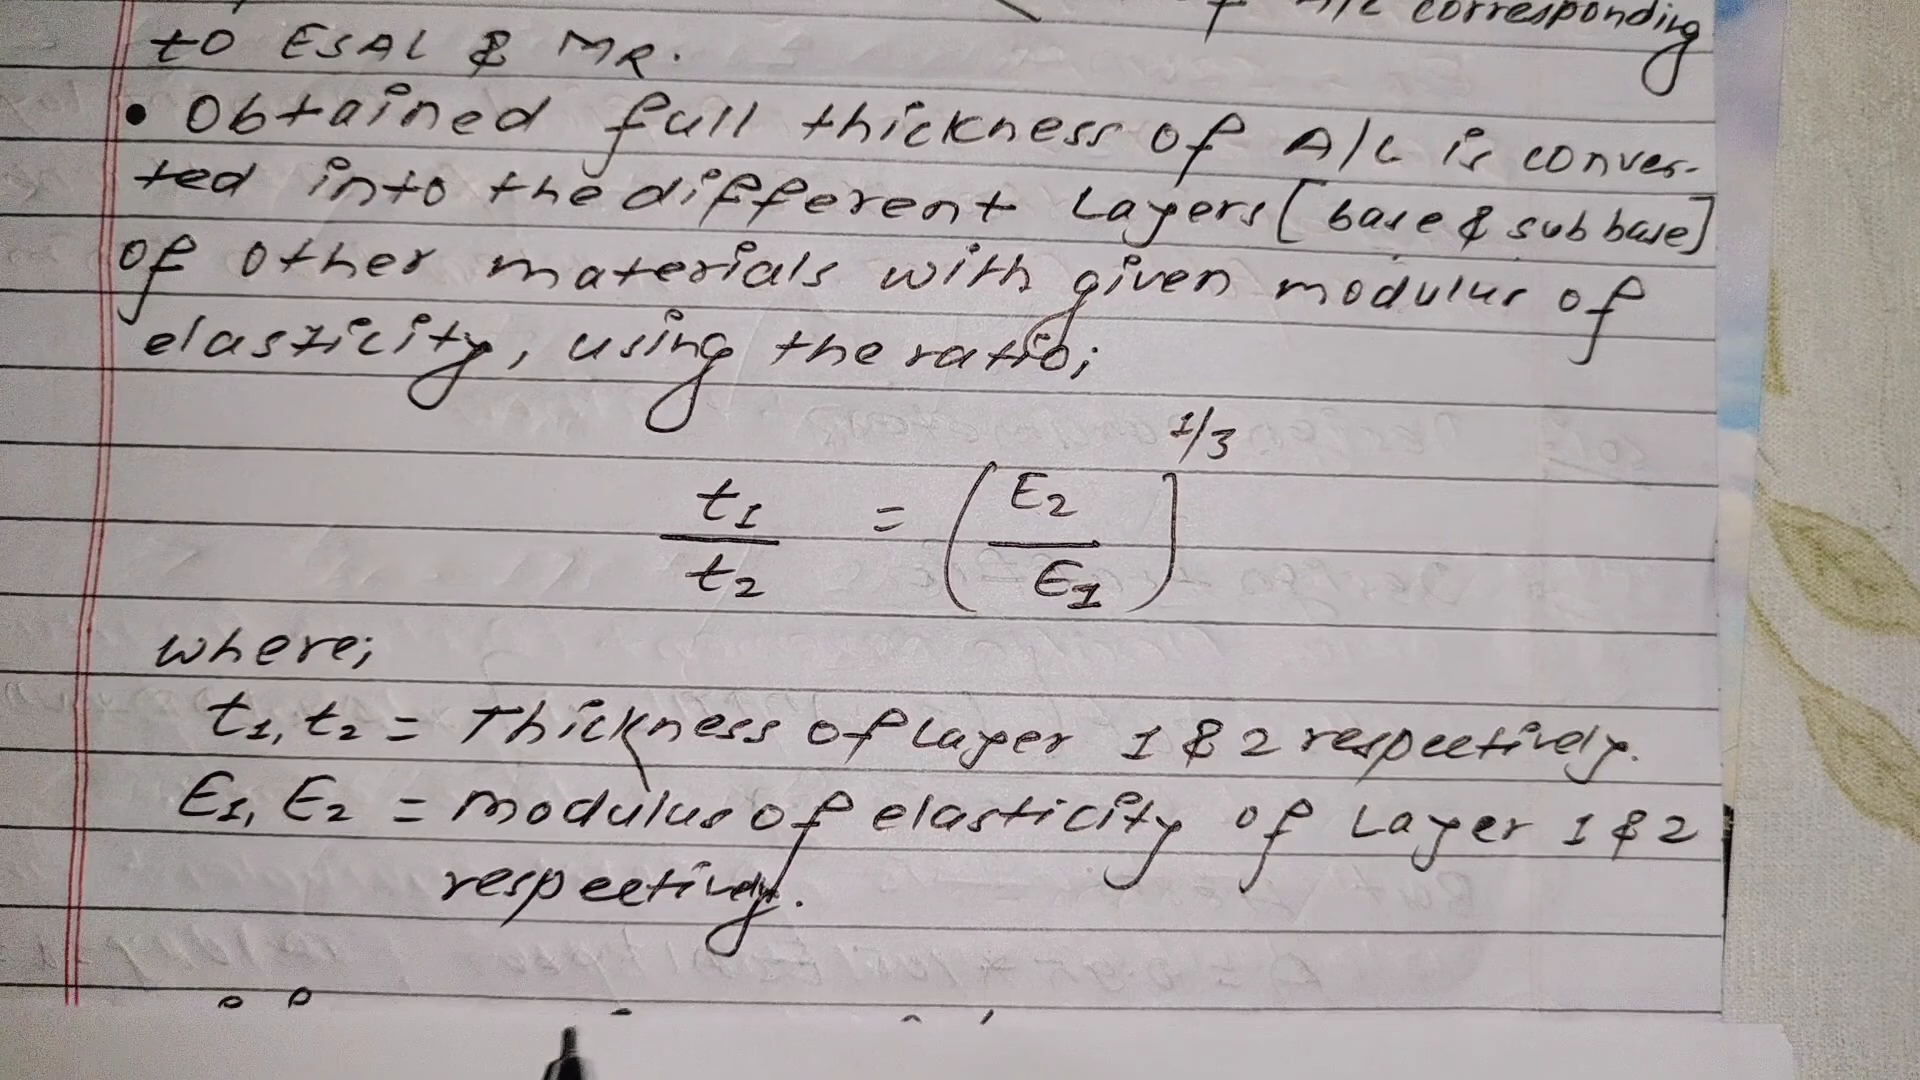 corresponding
to ESAL & MR.
• Obtained full thickness of A/C is conver-
ted into the different Layers [base & subbase]
of other materials with given modulus of
elasticity, using the ratio;
t1/t2 = (E2/E1)^1/3
where;
t1, t2 = Thickness of Layer 1 & 2 respectively.
E1, E2 = modulus of elasticity of Layer 1 & 2
respectively.